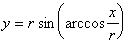 y = r sin(arccos x/r)